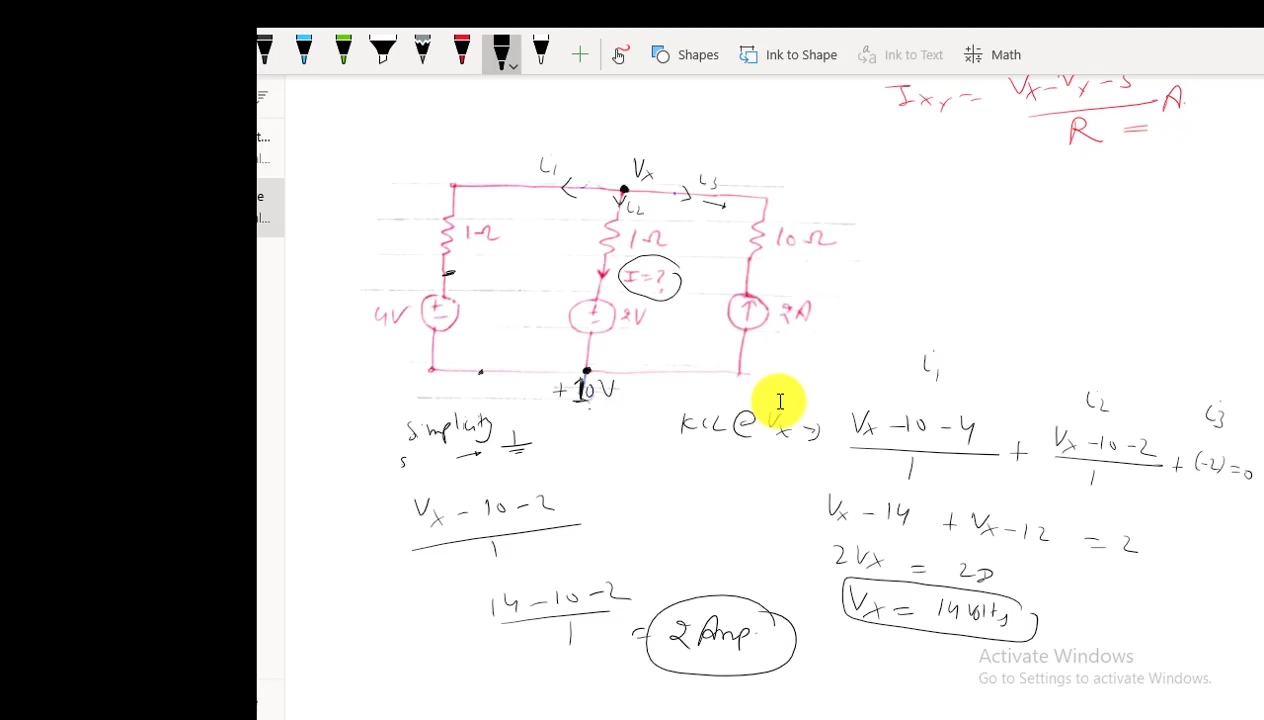 Shapes Ink to Shape Ink to Text Math
Ixy = Vx - Vy - 5 / R = A
i1 Vx i3
i2
1Ω 1Ω 10Ω
I=?
4V 2V 2A
+10V
simplicity
s
i1 i2 i3
KCL @ Vx → Vx - 10 - 4 / 1 + Vx - 10 - 2 / 1 + (-2) = 0
Vx - 10 - 2 / 1
Vx - 14 + Vx - 12 = 2
2Vx = 28
Vx = 14 volts
14 - 10 - 2 / 1 = 2 Amp.
Activate Windows
Go to Settings to activate Windows.